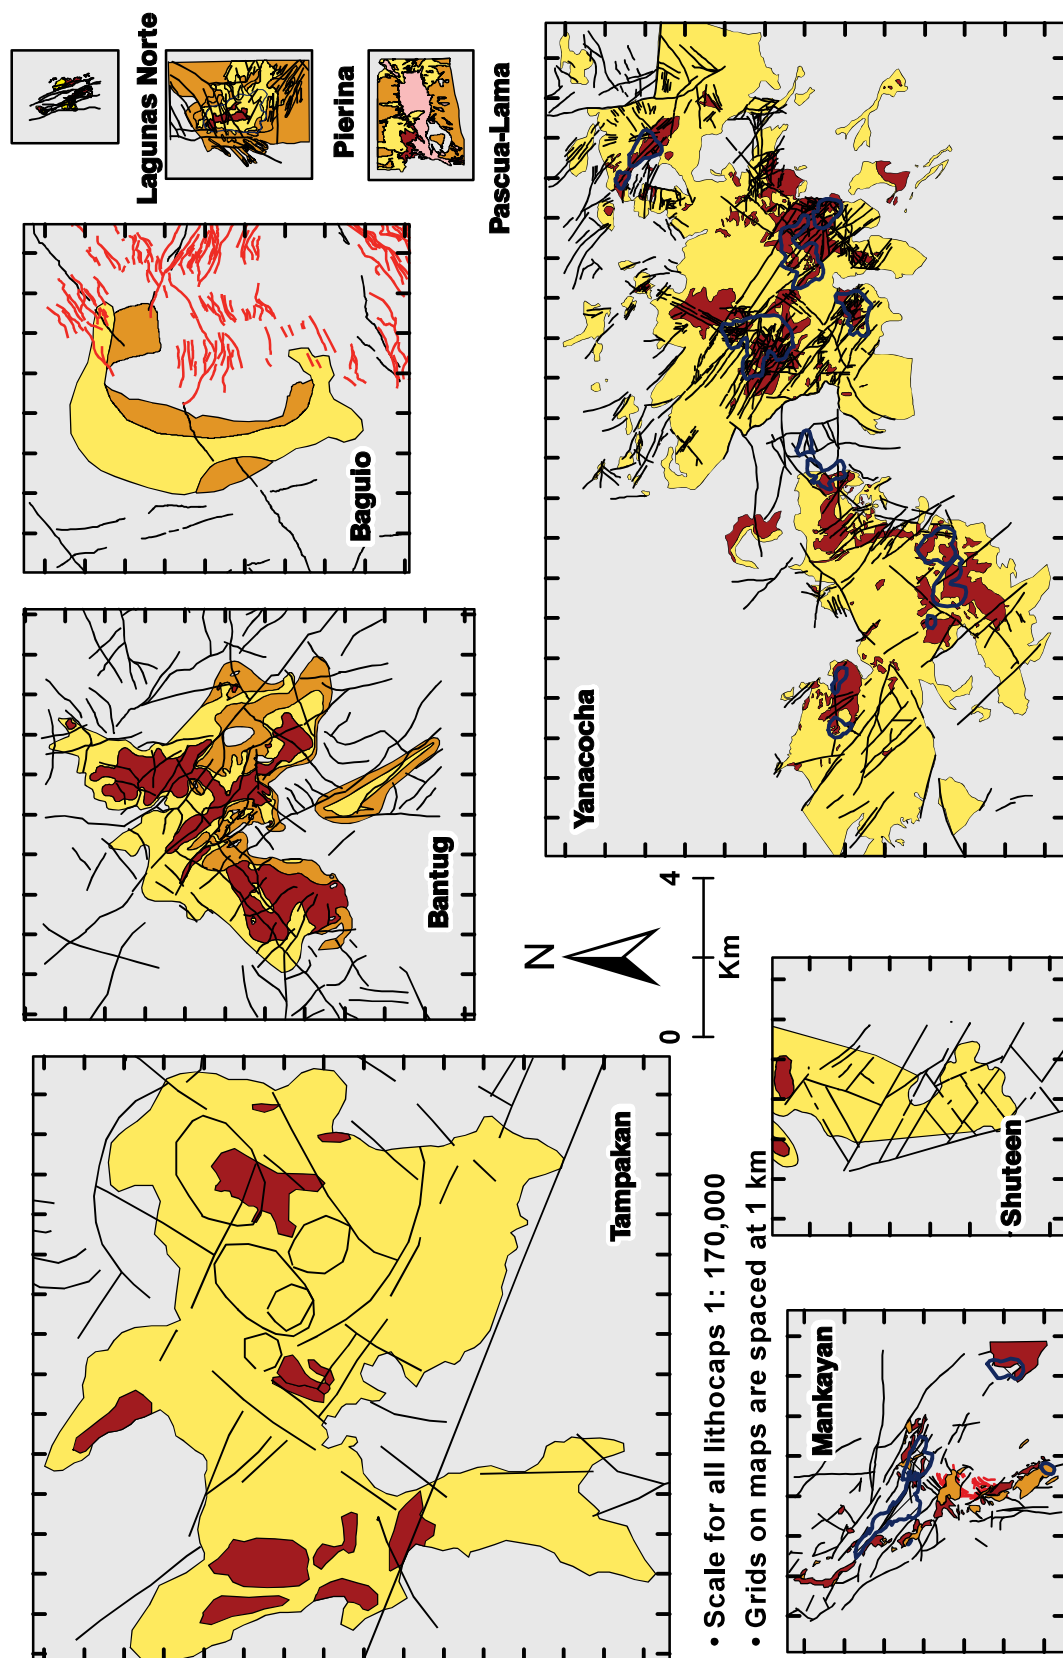 Lagunas Norte
Pierina
Pascua-Lama
Baguio
Bantug
Yanacocha
Tampakan
N
0 4
Km
Shuteen
Mankayan
• Scale for all lithocaps 1: 170,000
• Grids on maps are spaced at 1 km